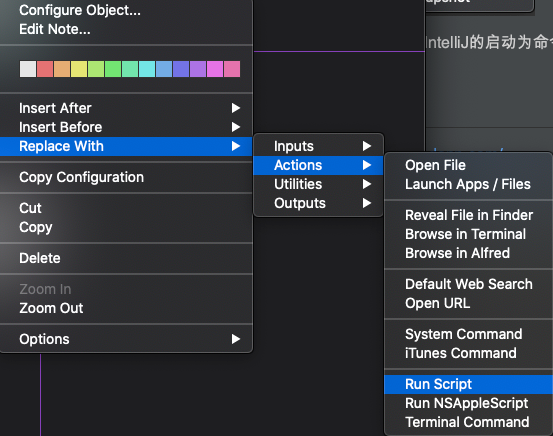 Configure Object...
Edit Note...
Insert After
Insert Before
Replace With
Copy Configuration
Cut
Copy
Delete
Zoom In
Zoom Out
Options
Inputs
Actions
Utilities
Outputs
Open File
Launch Apps / Files
Reveal File in Finder
Browse in Terminal
Browse in Alfred
Default Web Search
Open URL
System Command
iTunes Command
Run Script
Run NSAppleScript
Terminal Command
IntelliJ的启动为命